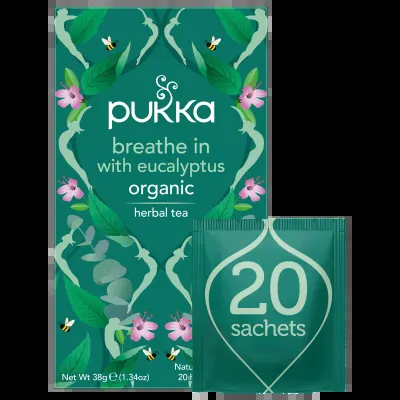 pukka
breathe in
with eucalyptus
organic
herbal tea
20
sachets
Net Wt 38g ℮ (1.34oz)